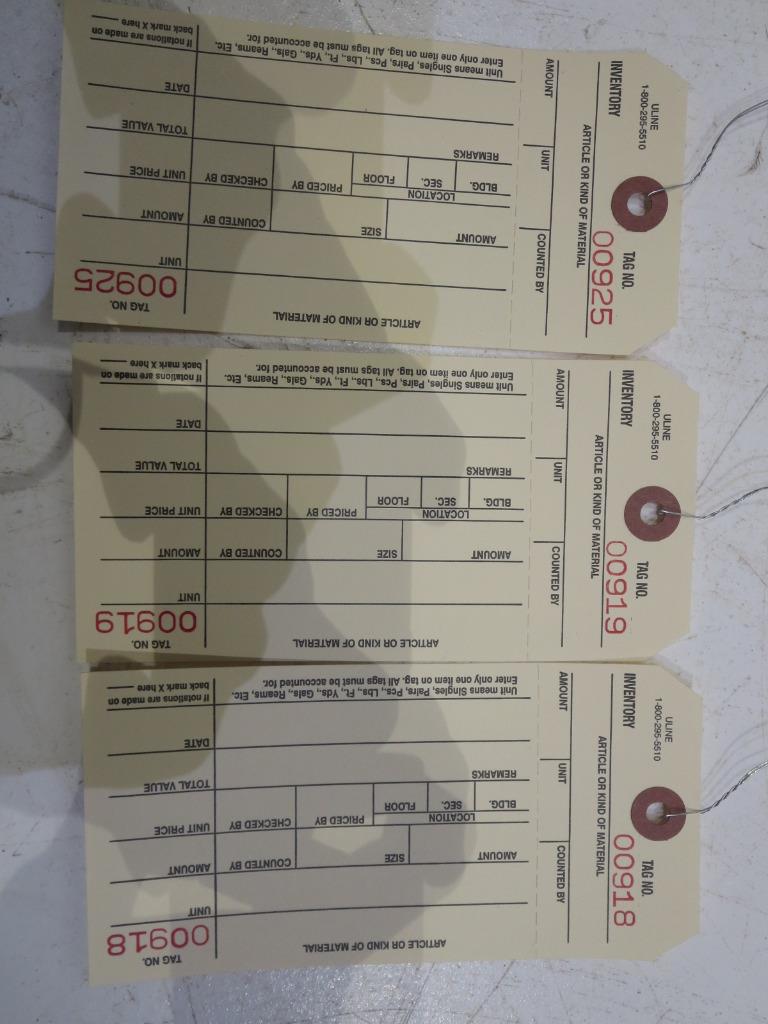 ULINE
1-800-295-5510
INVENTORY
TAG NO.
00925
ARTICLE OR KIND OF MATERIAL
AMOUNT
UNIT
COUNTED BY
TAG NO.
00925
ARTICLE OR KIND OF MATERIAL
UNIT
AMOUNT
SIZE
AMOUNT
COUNTED BY
LOCATION
BLDG.
SEC.
FLOOR
PRICED BY
CHECKED BY
UNIT PRICE
REMARKS
TOTAL VALUE
DATE
Enter only one item on tag. All tags must be accounted for.
Unit means Singles, Pairs, Pcs., Lbs., Ft., Yds., Gals., Reams, Etc.
If notations are made on
back mark X here
ULINE
1-800-295-5510
INVENTORY
TAG NO.
00919
ARTICLE OR KIND OF MATERIAL
AMOUNT
UNIT
COUNTED BY
TAG NO.
00919
ARTICLE OR KIND OF MATERIAL
UNIT
AMOUNT
SIZE
AMOUNT
COUNTED BY
LOCATION
BLDG.
SEC.
FLOOR
PRICED BY
CHECKED BY
UNIT PRICE
REMARKS
TOTAL VALUE
DATE
Enter only one item on tag. All tags must be accounted for.
Unit means Singles, Pairs, Pcs., Lbs., Ft., Yds., Gals., Reams, Etc.
If notations are made on
back mark X here
ULINE
1-800-295-5510
INVENTORY
TAG NO.
00918
ARTICLE OR KIND OF MATERIAL
AMOUNT
UNIT
COUNTED BY
TAG NO.
00918
ARTICLE OR KIND OF MATERIAL
UNIT
AMOUNT
SIZE
AMOUNT
COUNTED BY
LOCATION
BLDG.
SEC.
FLOOR
PRICED BY
CHECKED BY
UNIT PRICE
REMARKS
TOTAL VALUE
DATE
Enter only one item on tag. All tags must be accounted for.
Unit means Singles, Pairs, Pcs., Lbs., Ft., Yds., Gals., Reams, Etc.
If notations are made on
back mark X here